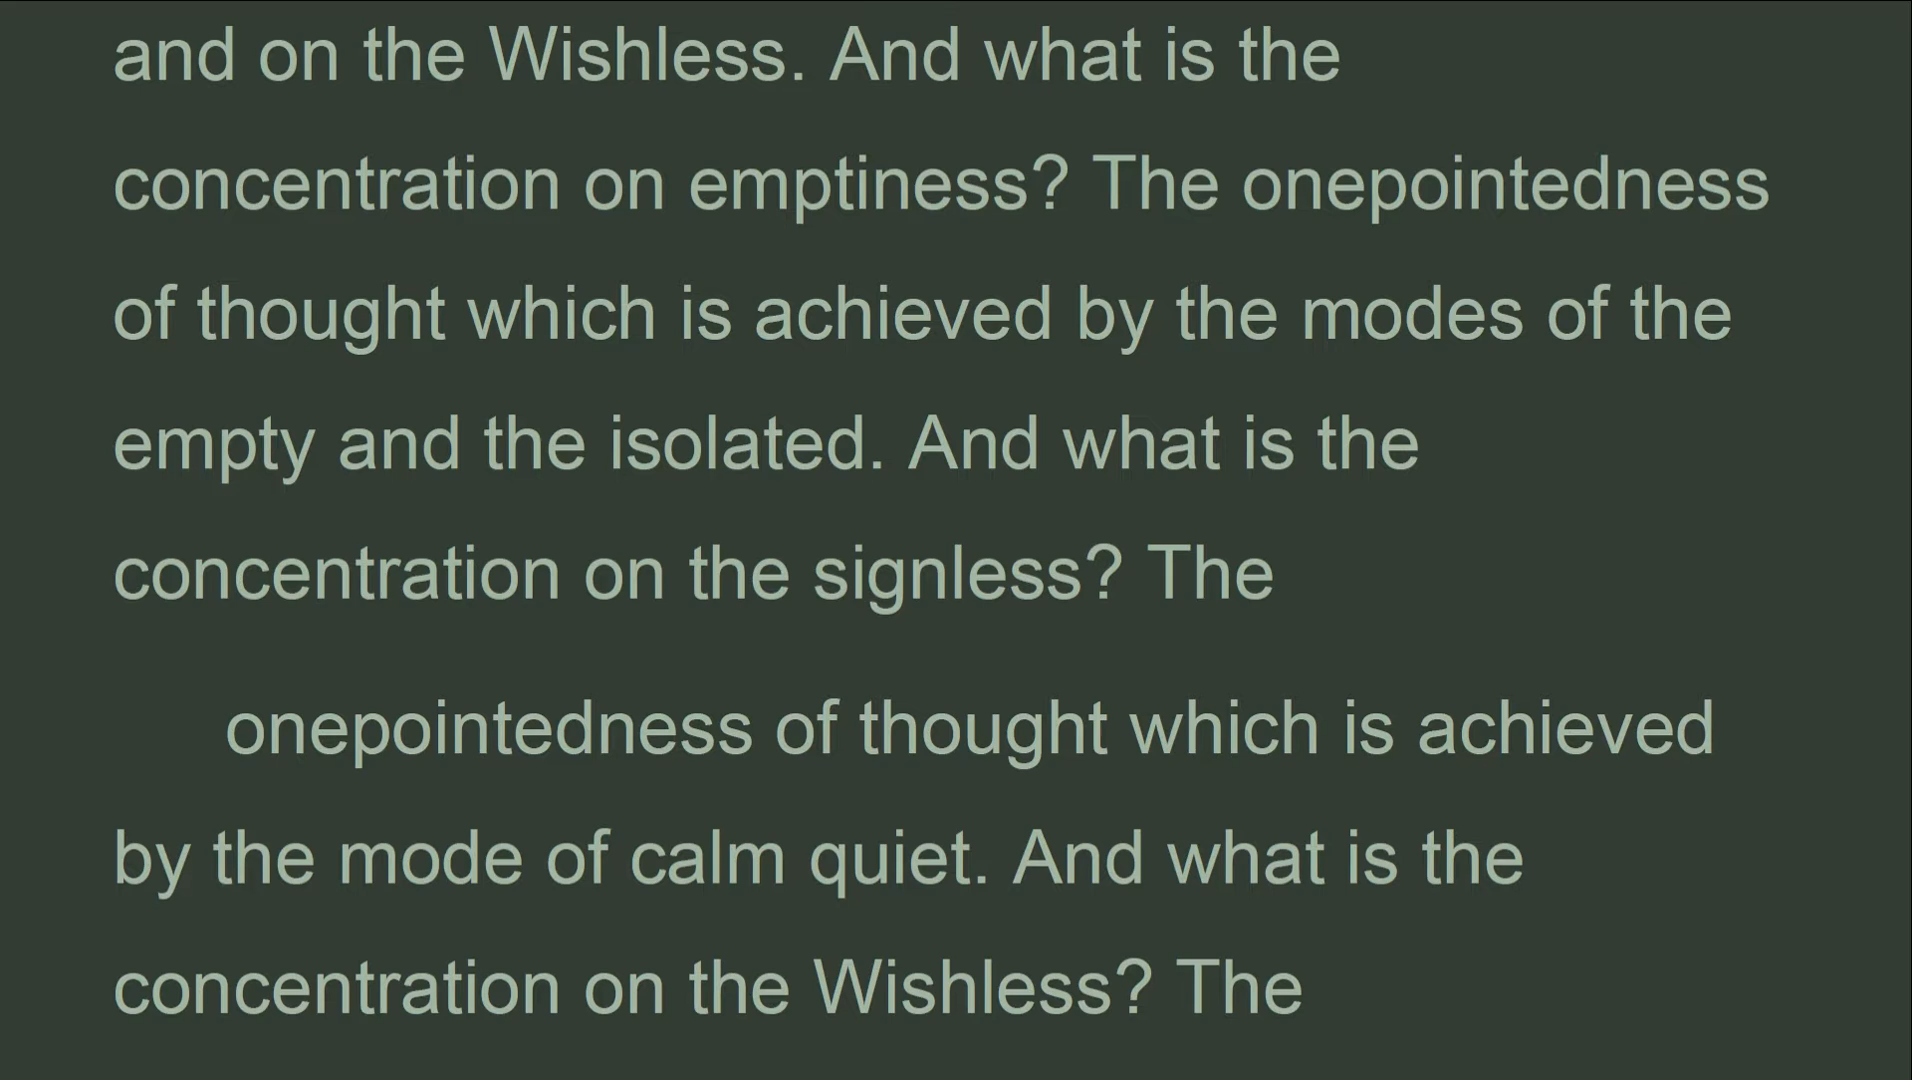 and on the Wishless. And what is the
concentration on emptiness? The onepointedness
of thought which is achieved by the modes of the
empty and the isolated. And what is the
concentration on the signless? The
onepointedness of thought which is achieved
by the mode of calm quiet. And what is the
concentration on the Wishless? The